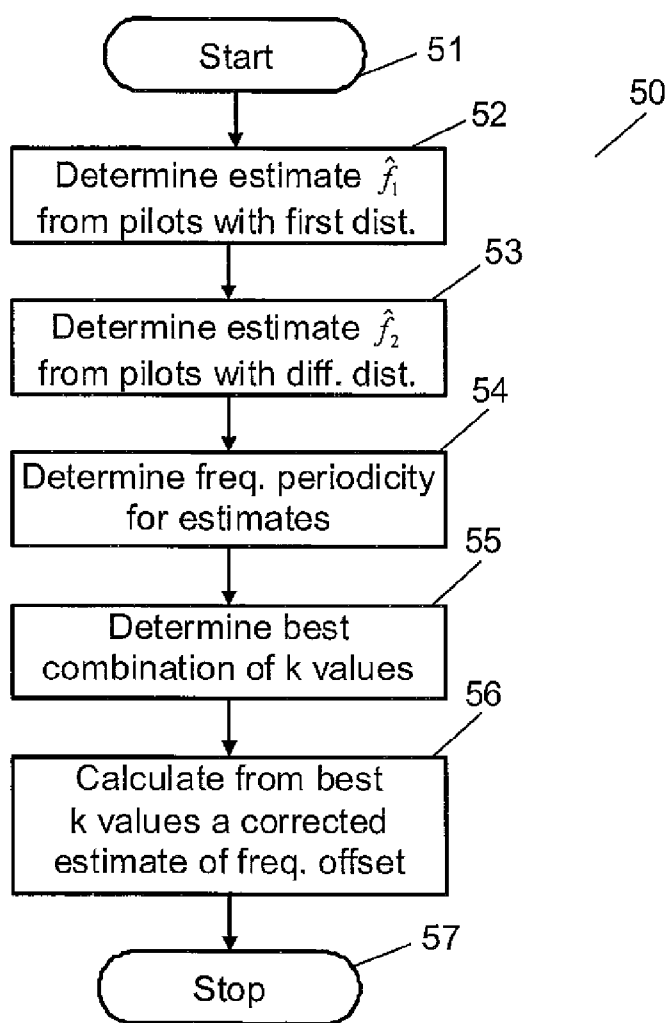 Start
51
50
52
Determine estimate f̂₁
from pilots with first dist.
53
Determine estimate f̂₂
from pilots with diff. dist.
54
Determine freq. periodicity
for estimates
55
Determine best
combination of k values
56
Calculate from best
k values a corrected
estimate of freq. offset
57
Stop